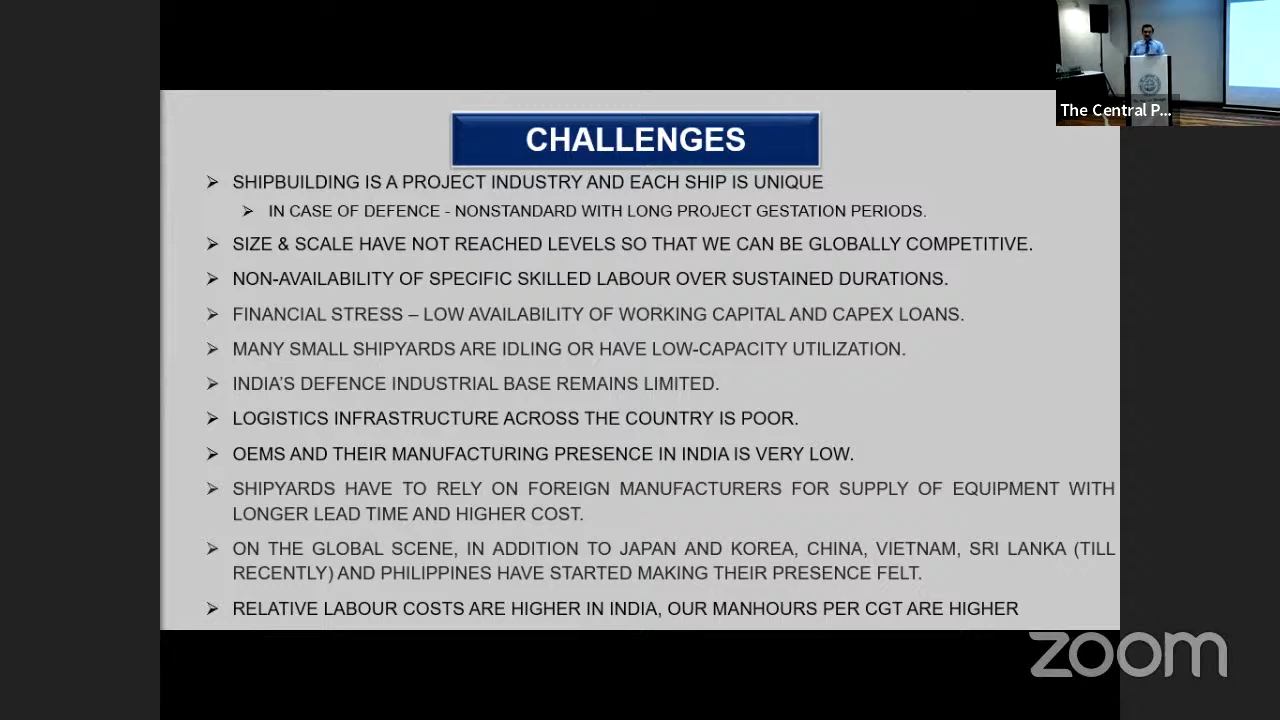 The Central P...
CHALLENGES
➢ SHIPBUILDING IS A PROJECT INDUSTRY AND EACH SHIP IS UNIQUE
➢ IN CASE OF DEFENCE - NONSTANDARD WITH LONG PROJECT GESTATION PERIODS.
➢ SIZE & SCALE HAVE NOT REACHED LEVELS SO THAT WE CAN BE GLOBALLY COMPETITIVE.
➢ NON-AVAILABILITY OF SPECIFIC SKILLED LABOUR OVER SUSTAINED DURATIONS.
➢ FINANCIAL STRESS – LOW AVAILABILITY OF WORKING CAPITAL AND CAPEX LOANS.
➢ MANY SMALL SHIPYARDS ARE IDLING OR HAVE LOW-CAPACITY UTILIZATION.
➢ INDIA'S DEFENCE INDUSTRIAL BASE REMAINS LIMITED.
➢ LOGISTICS INFRASTRUCTURE ACROSS THE COUNTRY IS POOR.
➢ OEMS AND THEIR MANUFACTURING PRESENCE IN INDIA IS VERY LOW.
➢ SHIPYARDS HAVE TO RELY ON FOREIGN MANUFACTURERS FOR SUPPLY OF EQUIPMENT WITH
LONGER LEAD TIME AND HIGHER COST.
➢ ON THE GLOBAL SCENE, IN ADDITION TO JAPAN AND KOREA, CHINA, VIETNAM, SRI LANKA (TILL
RECENTLY) AND PHILIPPINES HAVE STARTED MAKING THEIR PRESENCE FELT.
➢ RELATIVE LABOUR COSTS ARE HIGHER IN INDIA, OUR MANHOURS PER CGT ARE HIGHER
zoom